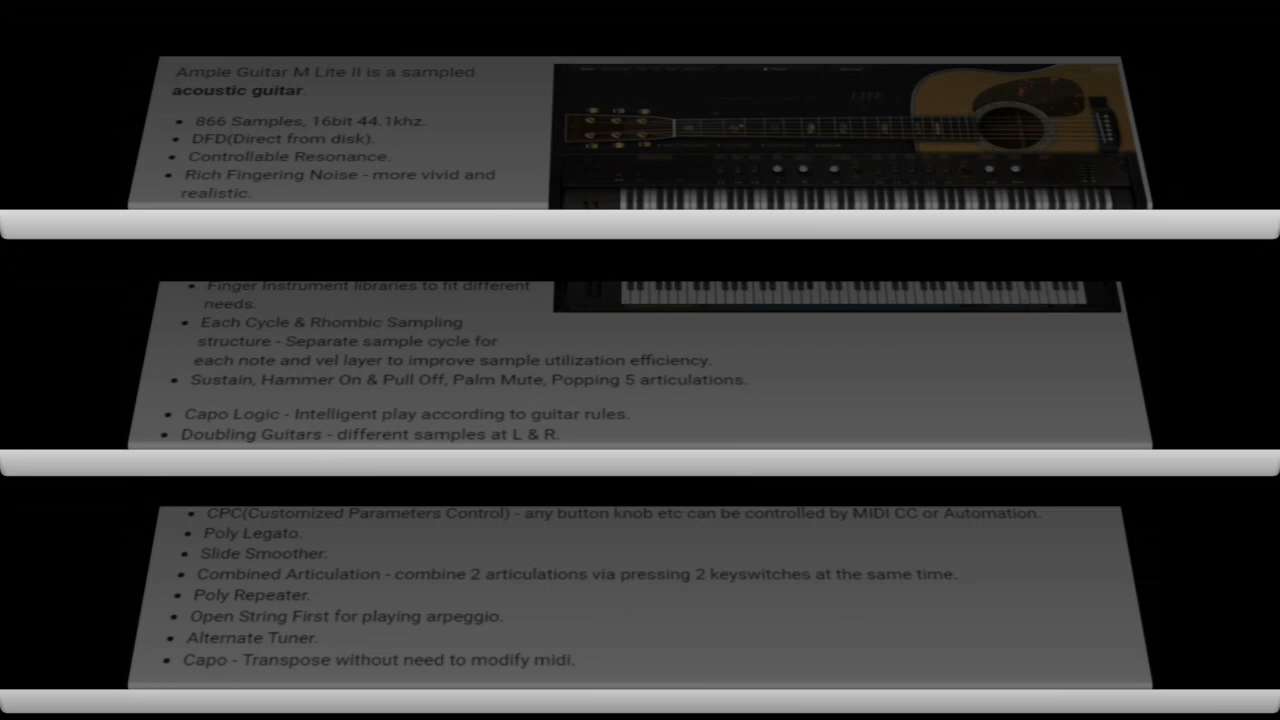 Ample Guitar M Lite II is a sampled
acoustic guitar.
• 866 Samples, 16bit 44.1khz.
• DFD(Direct from disk).
• Controllable Resonance.
• Rich Fingering Noise - more vivid and
realistic.
LITE
• Finger Instrument libraries to fit different
needs.
• Each Cycle & Rhombic Sampling
structure - Separate sample cycle for
each note and vel layer to improve sample utilization efficiency.
• Sustain, Hammer On & Pull Off, Palm Mute, Popping 5 articulations.
• Capo Logic - Intelligent play according to guitar rules.
• Doubling Guitars - different samples at L & R.
• CPC(Customized Parameters Control) - any button knob etc can be controlled by MIDI CC or Automation.
• Poly Legato.
• Slide Smoother.
• Combined Articulation - combine 2 articulations via pressing 2 keyswitches at the same time.
• Poly Repeater.
• Open String First for playing arpeggio.
• Alternate Tuner.
• Capo - Transpose without need to modify midi.